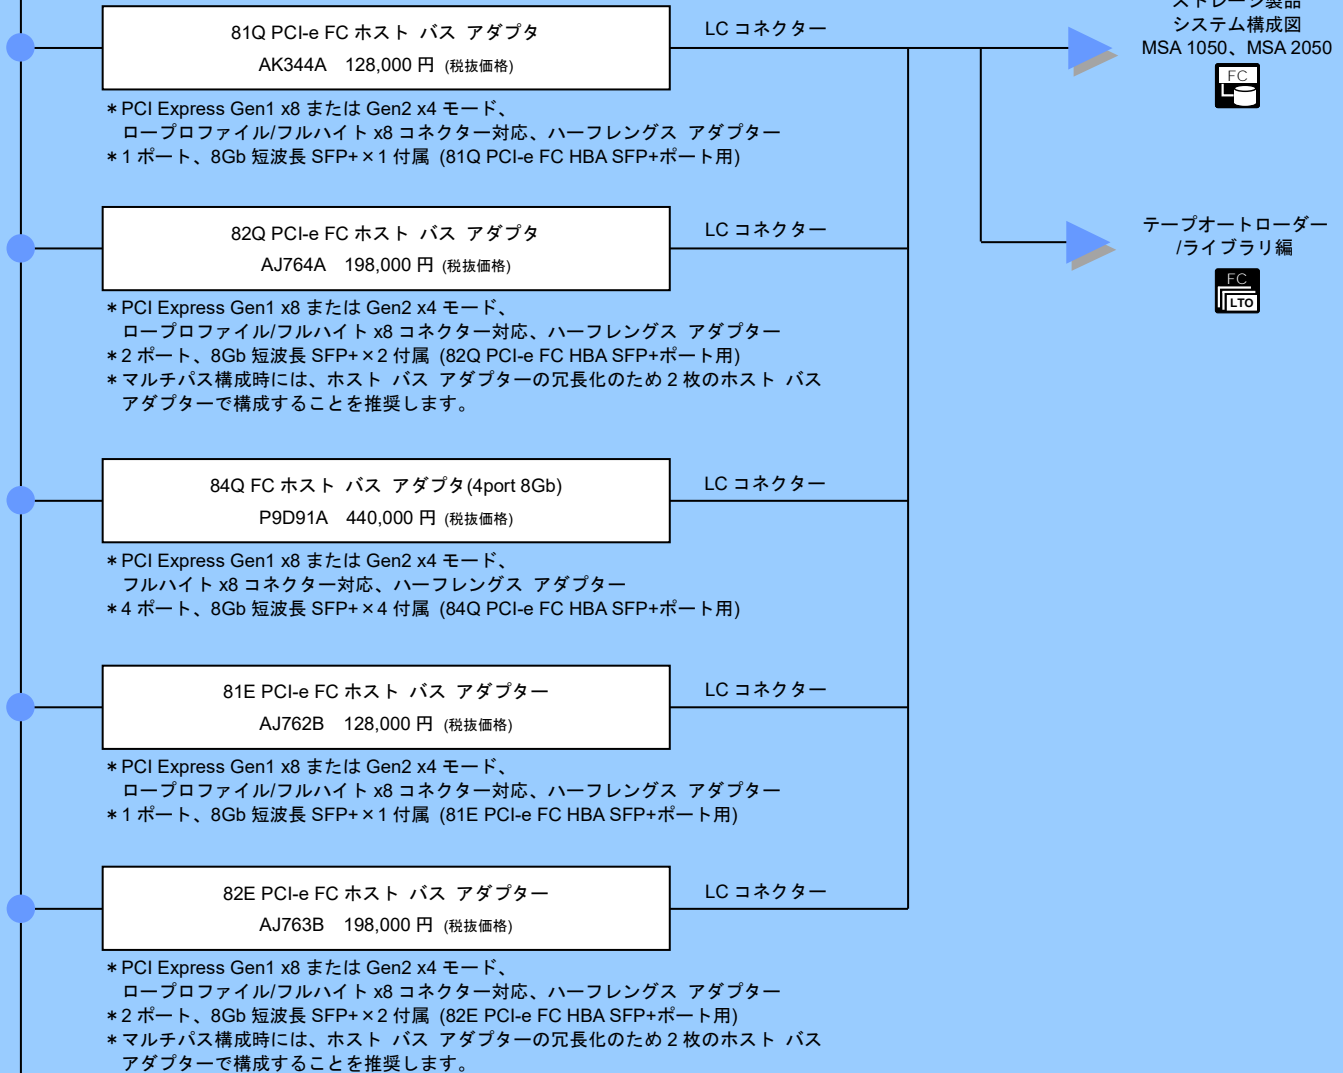 81Q PCI-e FC ホスト バス アダプタ
AK344A 128,000 円 (税抜価格)
LC コネクター
*PCI Express Gen1 x8 または Gen2 x4 モード、
ロープロファイル/フルハイト x8 コネクター対応、ハーフレングス アダプター
*1 ポート、8Gb 短波長 SFP+×1 付属 (81Q PCI-e FC HBA SFP+ポート用)
82Q PCI-e FC ホスト バス アダプタ
AJ764A 198,000 円 (税抜価格)
LC コネクター
*PCI Express Gen1 x8 または Gen2 x4 モード、
ロープロファイル/フルハイト x8 コネクター対応、ハーフレングス アダプター
*2 ポート、8Gb 短波長 SFP+×2 付属 (82Q PCI-e FC HBA SFP+ポート用)
*マルチパス構成時には、ホスト バス アダプターの冗長化のため 2 枚のホスト バス
アダプターで構成することを推奨します。
84Q FC ホスト バス アダプタ(4port 8Gb)
P9D91A 440,000 円 (税抜価格)
LC コネクター
*PCI Express Gen1 x8 または Gen2 x4 モード、
フルハイト x8 コネクター対応、ハーフレングス アダプター
*4 ポート、8Gb 短波長 SFP+×4 付属 (84Q PCI-e FC HBA SFP+ポート用)
81E PCI-e FC ホスト バス アダプター
AJ762B 128,000 円 (税抜価格)
LC コネクター
*PCI Express Gen1 x8 または Gen2 x4 モード、
ロープロファイル/フルハイト x8 コネクター対応、ハーフレングス アダプター
*1 ポート、8Gb 短波長 SFP+×1 付属 (81E PCI-e FC HBA SFP+ポート用)
82E PCI-e FC ホスト バス アダプター
AJ763B 198,000 円 (税抜価格)
LC コネクター
*PCI Express Gen1 x8 または Gen2 x4 モード、
ロープロファイル/フルハイト x8 コネクター対応、ハーフレングス アダプター
*2 ポート、8Gb 短波長 SFP+×2 付属 (82E PCI-e FC HBA SFP+ポート用)
*マルチパス構成時には、ホスト バス アダプターの冗長化のため 2 枚のホスト バス
アダプターで構成することを推奨します。
ストレージ製品
システム構成図
MSA 1050、MSA 2050
FC
テープオートローダー
/ライブラリ編
FC
LTO